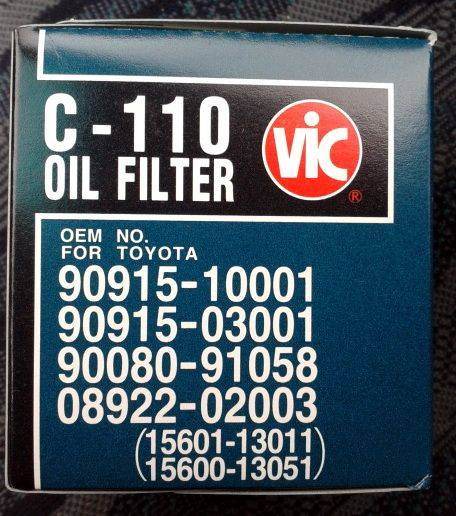 C-110
OIL FILTER
VIC
®
OEM NO.
FOR TOYOTA
90915-10001
90915-03001
90080-91058
08922-02003
(15601-13011
15600-13051)